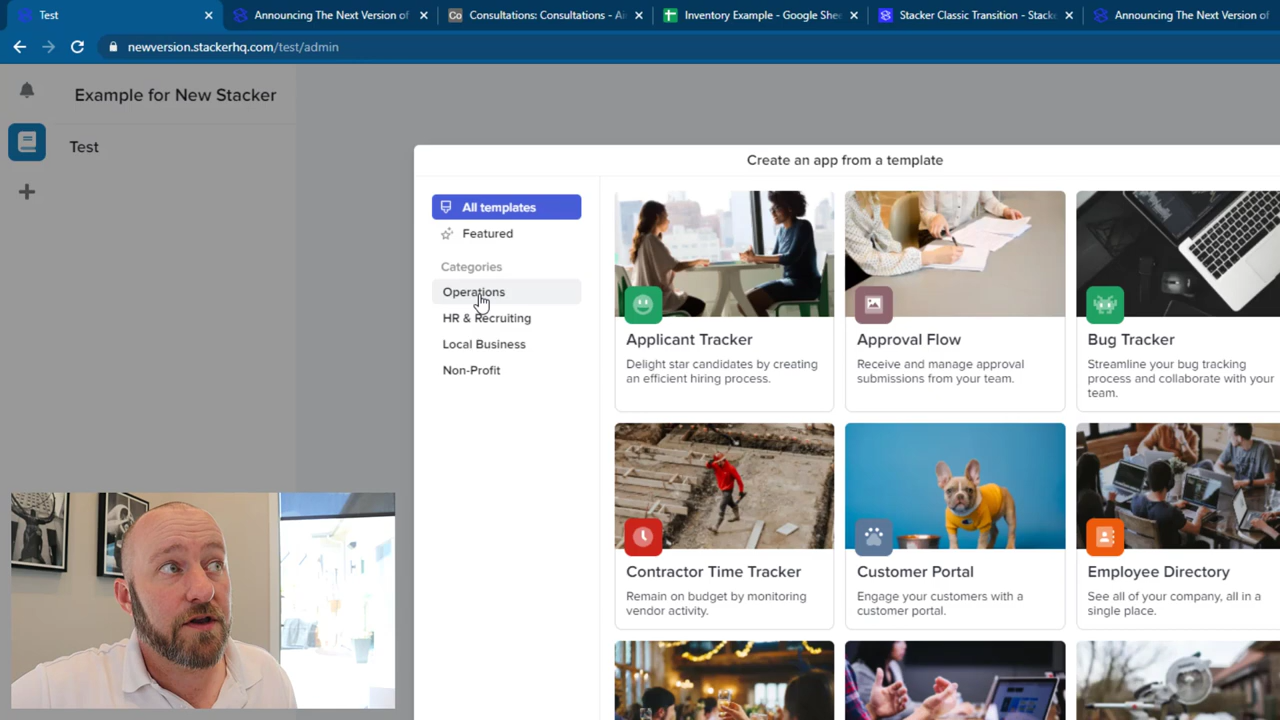 Test
Announcing The Next Version of
Consultations: Consultations - Ai
Inventory Example - Google She
Stacker Classic Transition - Stack
Announcing The Next Version of
newversion.stackerhq.com/test/admin
Example for New Stacker
Test
Create an app from a template
All templates
Featured
Categories
Operations
HR & Recruiting
Local Business
Non-Profit
Applicant Tracker
Delight star candidates by creating
an efficient hiring process.
Approval Flow
Receive and manage approval
submissions from your team.
Bug Tracker
Streamline your bug tracking
process and collaborate with your
team.
Contractor Time Tracker
Remain on budget by monitoring
vendor activity.
Customer Portal
Engage your customers with a
customer portal.
Employee Directory
See all of your company, all in a
single place.